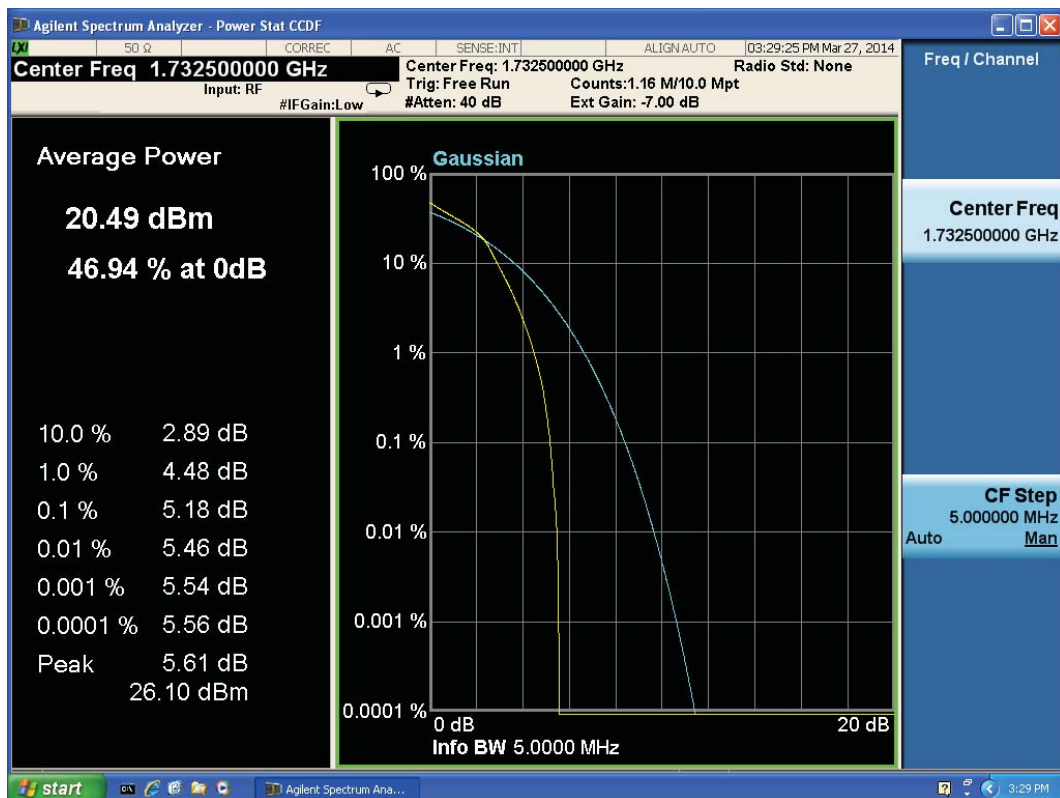 Agilent Spectrum Analyzer - Power Stat CCDF
LXI 50 Ω CORREC AC SENSE:INT ALIGN AUTO 03:29:25 PM Mar 27, 2014
Center Freq 1.732500000 GHz
Input: RF
#IFGain:Low
Center Freq: 1.732500000 GHz Radio Std: None
Trig: Free Run Counts:1.16 M/10.0 Mpt
#Atten: 40 dB Ext Gain: -7.00 dB
Average Power
20.49 dBm
46.94 % at 0dB
10.0 % 2.89 dB
1.0 % 4.48 dB
0.1 % 5.18 dB
0.01 % 5.46 dB
0.001 % 5.54 dB
0.0001 % 5.56 dB
Peak 5.61 dB
26.10 dBm
Gaussian
100 %
10 %
1 %
0.1 %
0.01 %
0.001 %
0.0001 %
0 dB 20 dB
Info BW 5.0000 MHz
Freq / Channel
Center Freq
1.732500000 GHz
CF Step
5.000000 MHz
Auto Man
start Agilent Spectrum Ana... 3:29 PM